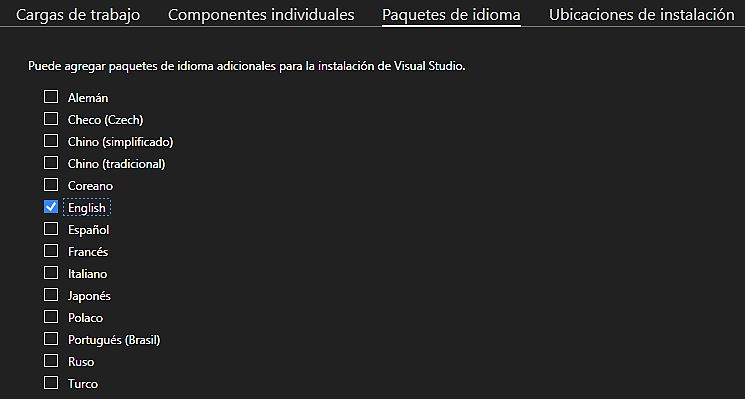 Cargas de trabajo Componentes individuales Paquetes de idioma Ubicaciones de instalación
Puede agregar paquetes de idioma adicionales para la instalación de Visual Studio.
Alemán
Checo (Czech)
Chino (simplificado)
Chino (tradicional)
Coreano
English
Español
Francés
Italiano
Japonés
Polaco
Portugués (Brasil)
Ruso
Turco